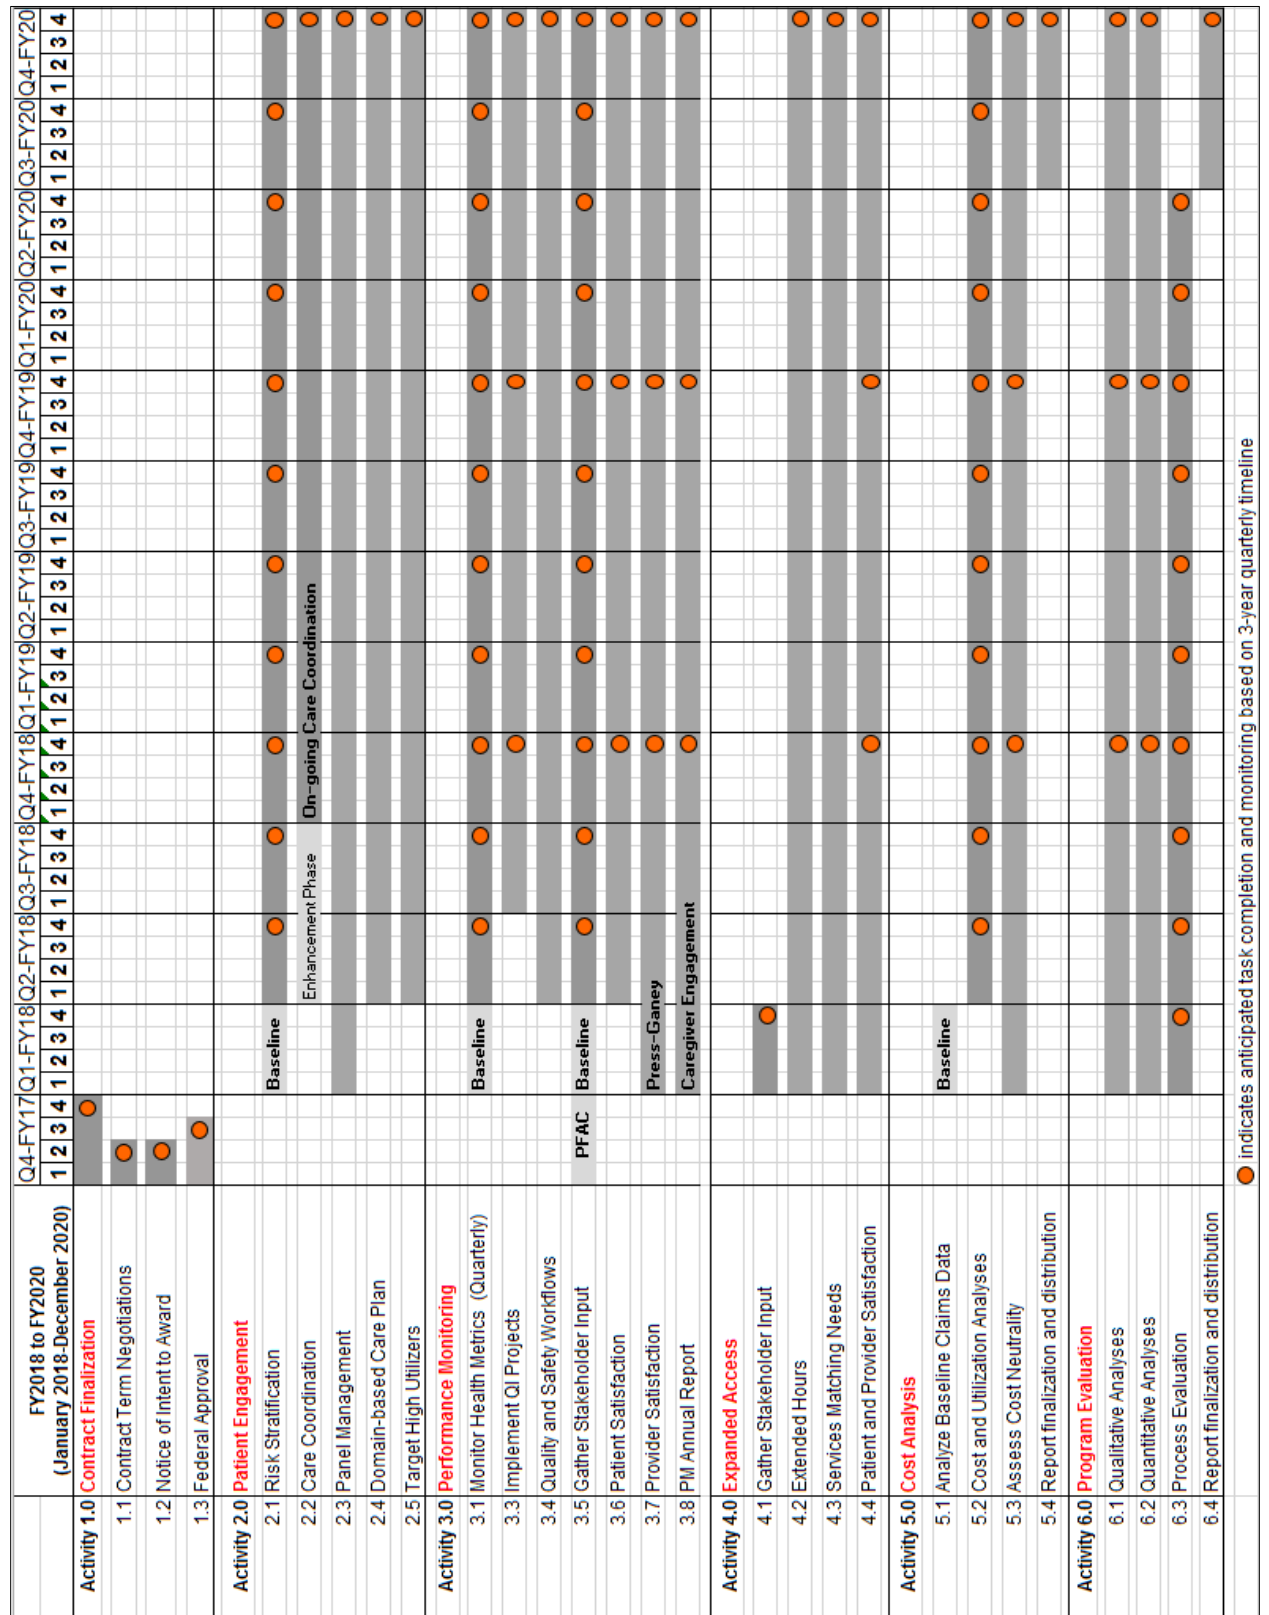 FY2018 to FY2020
(January 2018-December 2020)
Q4-FY17 Q1-FY18 Q2-FY18 Q3-FY18 Q4-FY18 Q1-FY19 Q2-FY19 Q3-FY19 Q4-FY19 Q1-FY20 Q2-FY20 Q3-FY20 Q4-FY20
1 2 3 4 1 2 3 4 1 2 3 4 1 2 3 4 1 2 3 4 1 2 3 4 1 2 3 4 1 2 3 4 1 2 3 4 1 2 3 4 1 2 3 4 1 2 3 4 1 2 3 4
Activity 1.0 Contract Finalization
1.1 Contract Term Negotiations
1.2 Notice of Intent to Award
1.3 Federal Approval
Activity 2.0 Patient Engagement
2.1 Risk Stratification Baseline
2.2 Care Coordination Enhancement Phase On-going Care Coordination
2.3 Panel Management
2.4 Domain-based Care Plan
2.5 Target High Utilizers
Activity 3.0 Performance Monitoring
3.1 Monitor Health Metrics (Quarterly) Baseline
3.3 Implement QI Projects
3.4 Quality and Safety Workflows
3.5 Gather Stakeholder Input PFAC Baseline
3.6 Patient Satisfaction
3.7 Provider Satisfaction Press-Ganey
3.8 PM Annual Report Caregiver Engagement
Activity 4.0 Expanded Access
4.1 Gather Stakeholder Input
4.2 Extended Hours
4.3 Services Matching Needs
4.4 Patient and Provider Satisfaction
Activity 5.0 Cost Analysis
5.1 Analyze Baseline Claims Data Baseline
5.2 Cost and Utilization Analyses
5.3 Assess Cost Neutrality
5.4 Report finalization and distribution
Activity 6.0 Program Evaluation
6.1 Qualitative Analyses
6.2 Quantitative Analyses
6.3 Process Evaluation
6.4 Report finalization and distribution
indicates anticipated task completion and monitoring based on 3-year quarterly timeline